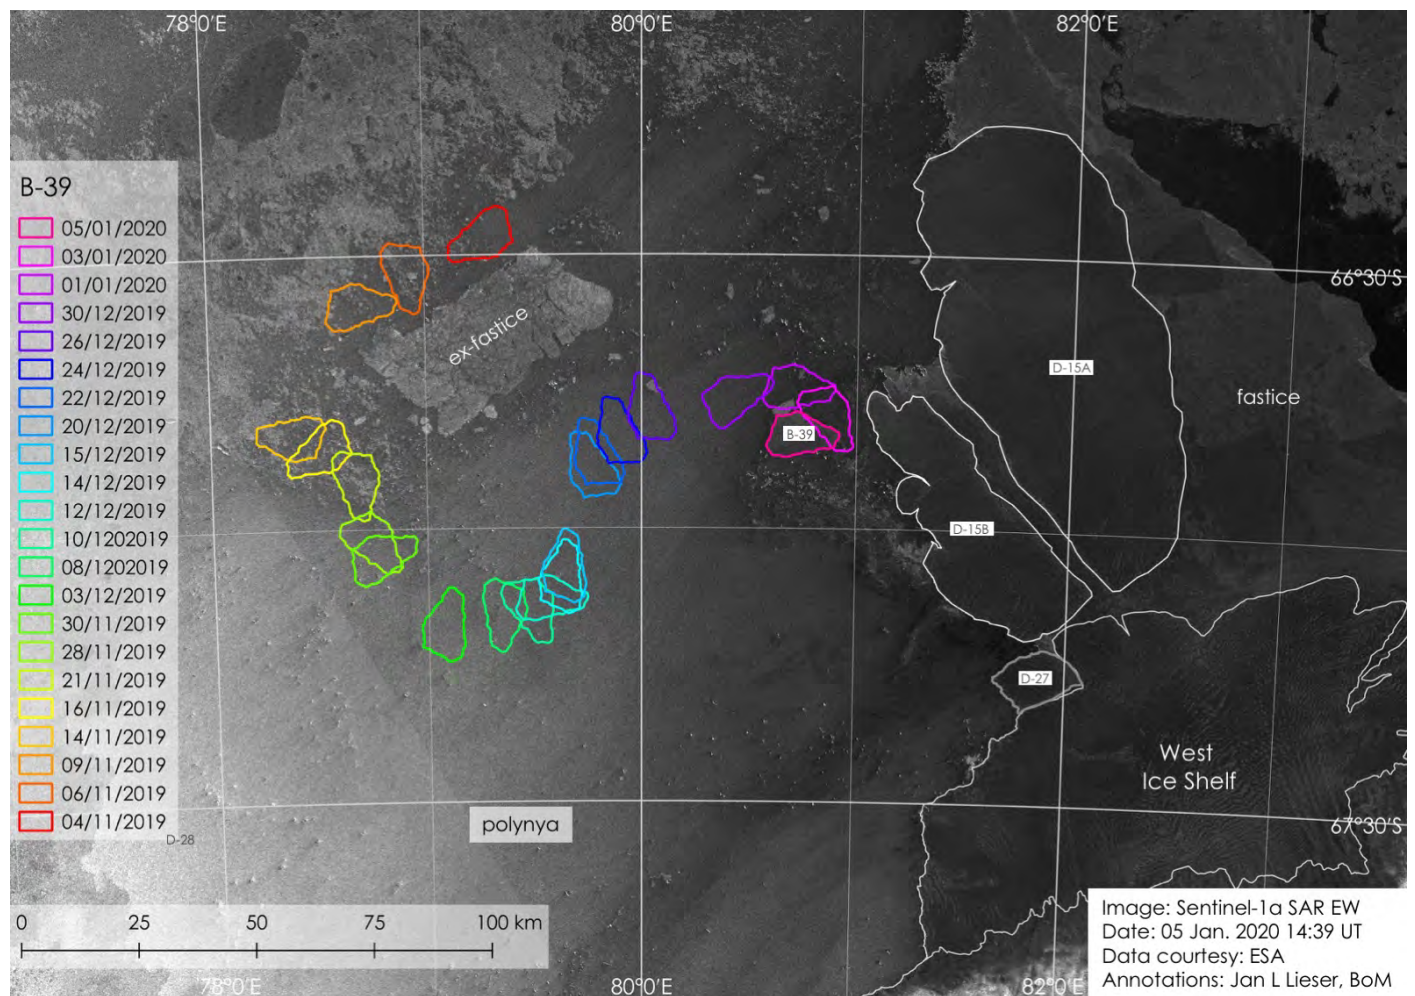 78°0'E
80°0'E
82°0'E
B-39
05/01/2020
03/01/2020
01/01/2020
30/12/2019
26/12/2019
24/12/2019
22/12/2019
20/12/2019
15/12/2019
14/12/2019
12/12/2019
10/1202019
08/1202019
03/12/2019
30/11/2019
28/11/2019
21/11/2019
16/11/2019
14/11/2019
09/11/2019
06/11/2019
04/11/2019
66°30'S
ex-fastice
D-15A
fastice
B-39
D-15B
D-27
West
Ice Shelf
polynya
67°30'S
D-28
0 25 50 75 100 km
78°0'E
80°0'E
82°0'E
Image: Sentinel-1a SAR EW
Date: 05 Jan. 2020 14:39 UT
Data courtesy: ESA
Annotations: Jan L Lieser, BoM